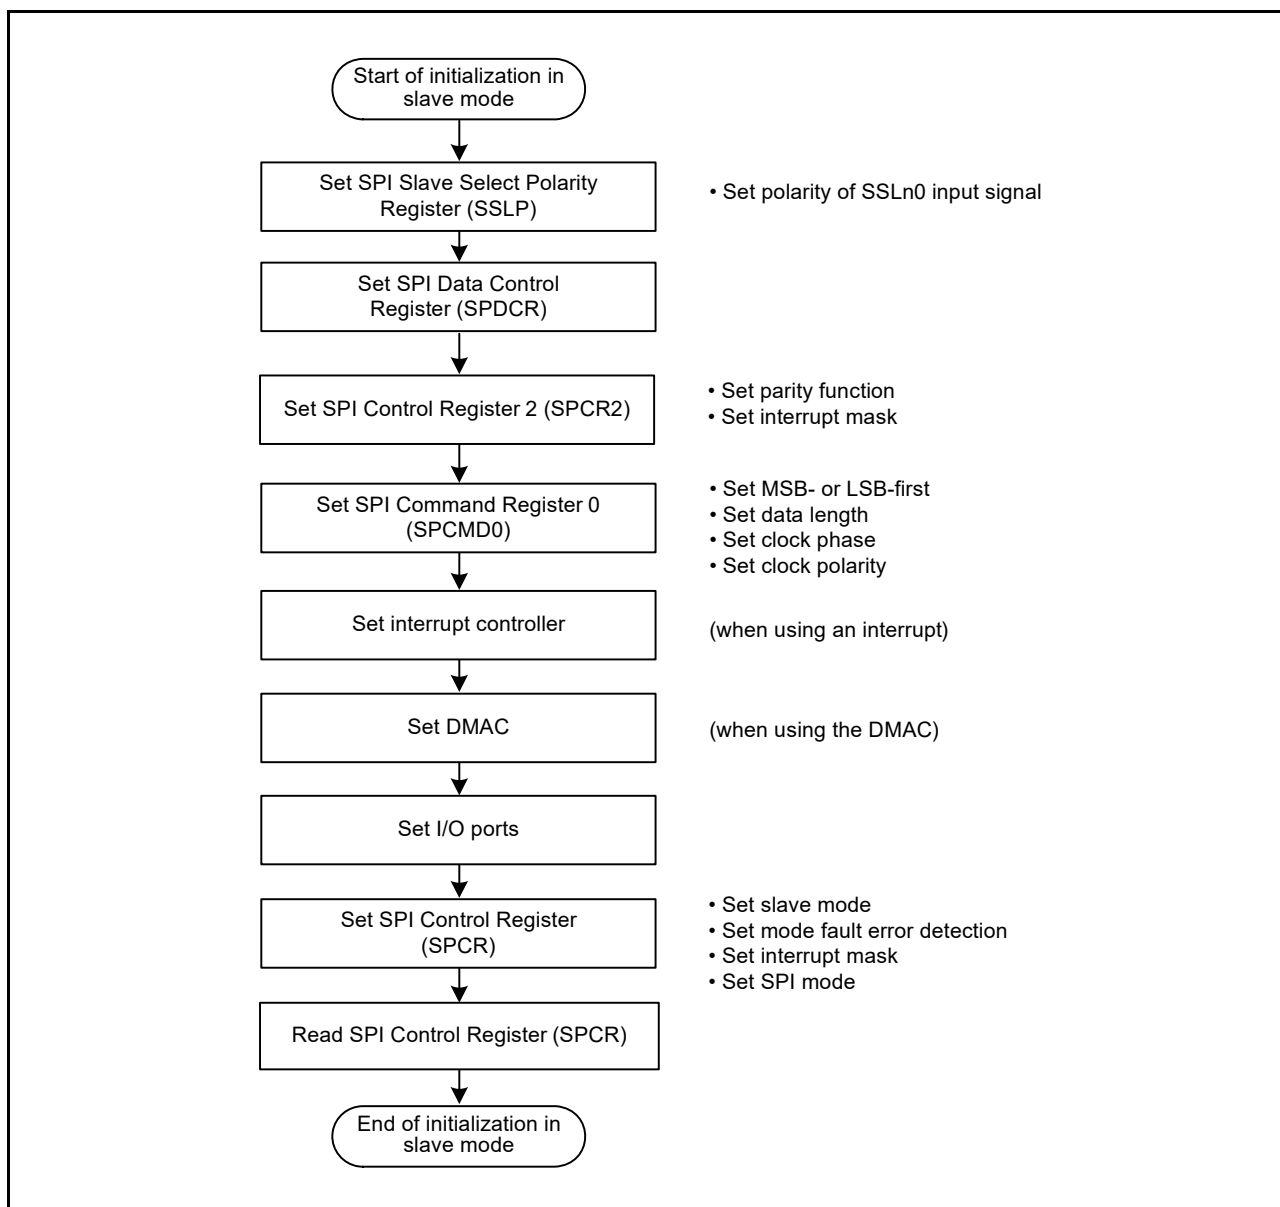 Start of initialization in
slave mode
Set SPI Slave Select Polarity
Register (SSLP)
• Set polarity of SSLn0 input signal
Set SPI Data Control
Register (SPDCR)
Set SPI Control Register 2 (SPCR2)
• Set parity function
• Set interrupt mask
Set SPI Command Register 0
(SPCMD0)
• Set MSB- or LSB-first
• Set data length
• Set clock phase
• Set clock polarity
Set interrupt controller
(when using an interrupt)
Set DMAC
(when using the DMAC)
Set I/O ports
Set SPI Control Register
(SPCR)
• Set slave mode
• Set mode fault error detection
• Set interrupt mask
• Set SPI mode
Read SPI Control Register (SPCR)
End of initialization in
slave mode